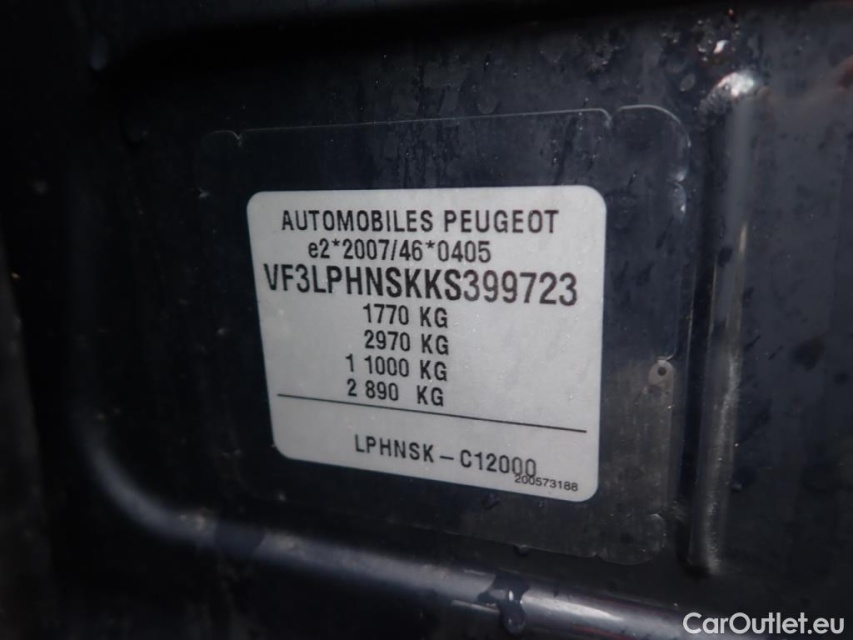 AUTOMOBILES PEUGEOT
e2*2007/46*0405
VF3LPHNSKKS399723
1770 KG
2970 KG
1 1000 KG
2 890 KG
LPHNSK-C12000
200573188
CarOutlet.eu